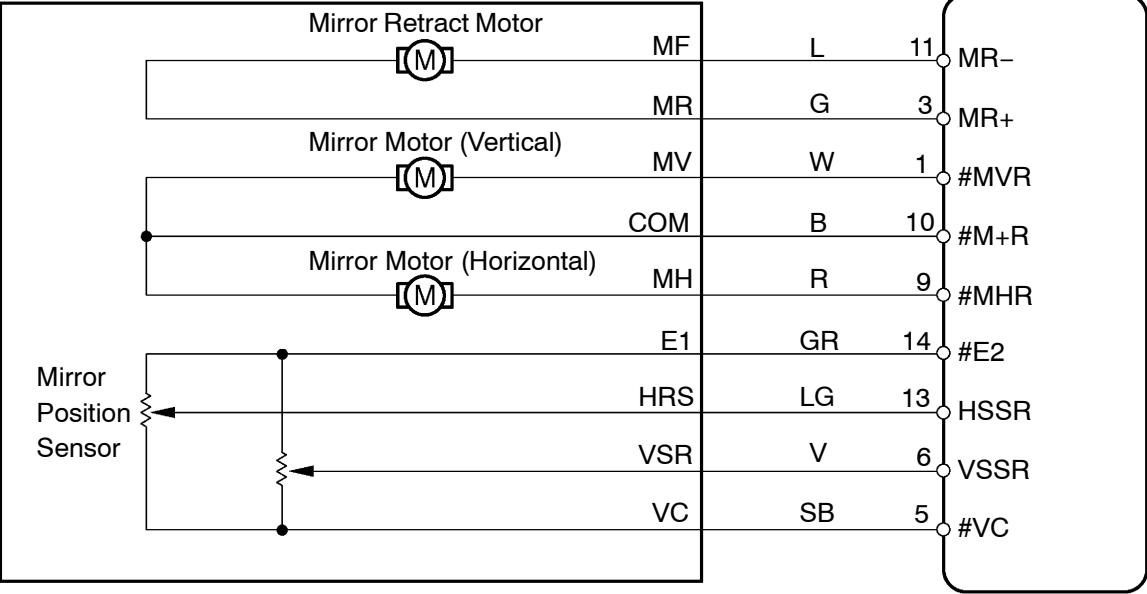 Mirror Retract Motor
M
MF L 11 MR−
MR G 3 MR+
Mirror Motor (Vertical)
M
MV W 1 #MVR
COM B 10 #M+R
Mirror Motor (Horizontal)
M
MH R 9 #MHR
E1 GR 14 #E2
Mirror
Position
Sensor
HRS LG 13 HSSR
VSR V 6 VSSR
VC SB 5 #VC